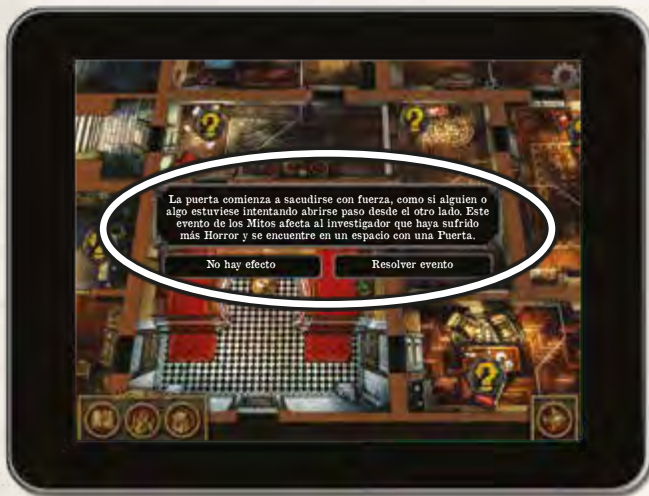 La puerta comienza a sacudirse con fuerza, como si alguien o
algo estuviese intentando abrirse paso desde el otro lado. Este
evento de los Mitos afecta al investigador que haya sufrido
más Horror y se encuentre en un espacio con una Puerta.
No hay efecto
Resolver evento